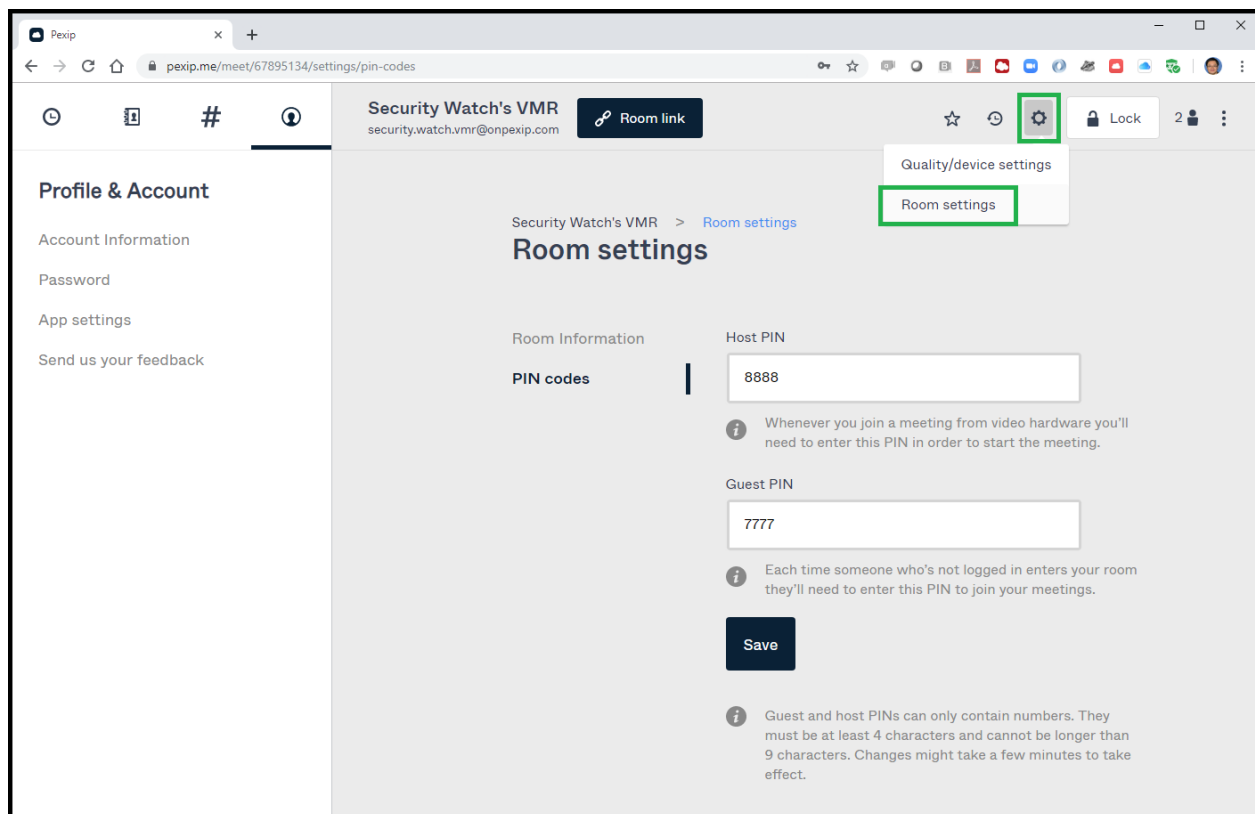 Pexip
pexip.me/meet/67895134/settings/pin-codes
#
Security Watch's VMR
security.watch.vmr@onpexip.com
Room link
Lock
2
Quality/device settings
Room settings
Profile & Account
Account Information
Password
App settings
Send us your feedback
Security Watch's VMR > Room settings
Room settings
Room Information
PIN codes
Host PIN
8888
Whenever you join a meeting from video hardware you'll
need to enter this PIN in order to start the meeting.
Guest PIN
7777
Each time someone who's not logged in enters your room
they'll need to enter this PIN to join your meetings.
Save
Guest and host PINs can only contain numbers. They
must be at least 4 characters and cannot be longer than
9 characters. Changes might take a few minutes to take
effect.